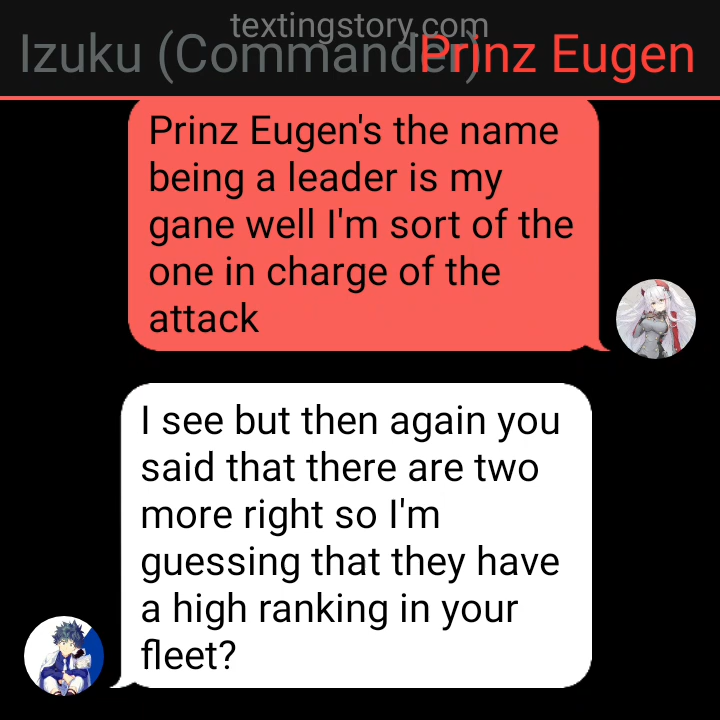 textingstory.com
Izuku (Commander)
Prinz Eugen
Prinz Eugen's the name
being a leader is my
gane well I'm sort of the
one in charge of the
attack
I see but then again you
said that there are two
more right so I'm
guessing that they have
a high ranking in your
fleet?